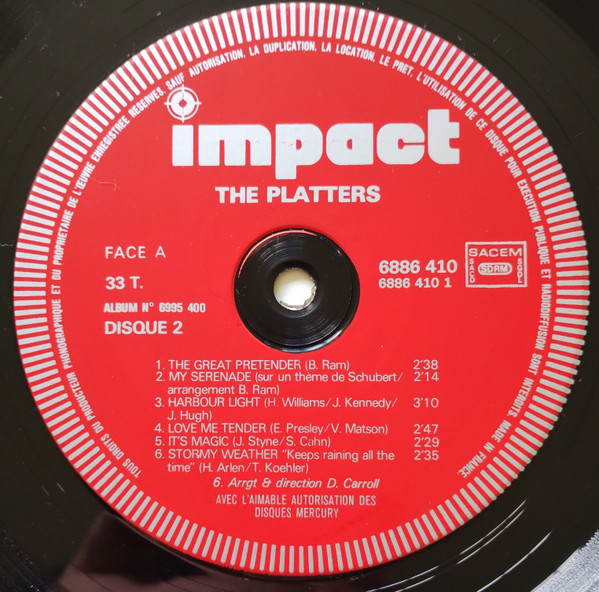 TOUS DROITS DU PRODUCTEUR PHONOGRAPHIQUE ET DU PROPRIETAIRE DE L'ŒUVRE ENREGISTREE RESERVES. SAUF AUTORISATION, LA DUPLICATION, LA LOCATION, LE PRET, L'UTILISATION DE CE DISQUE POUR EXECUTION PUBLIQUE ET RADIODIFFUSION SONT INTERDITS. MADE IN FRANCE
impact
THE PLATTERS
FACE A
33 T.
ALBUM N° 6995 400
DISQUE 2
6886 410
6886 410 1
SACEM
SACD SDRM SGDL
1. THE GREAT PRETENDER (B. Ram) 2'38
2. MY SERENADE (sur un thème de Schubert/ 2'14
arrangement B. Ram)
3. HARBOUR LIGHT (H. Williams/J. Kennedy/ 3'10
J. Hugh)
4. LOVE ME TENDER (E. Presley/V. Matson) 2'47
5. IT'S MAGIC (J. Styne/S. Cahn) 2'29
6. STORMY WEATHER "Keeps raining all the 2'35
time" (H. Arlen/T. Koehler)
6. Arrgt & direction D. Carroll
AVEC L'AIMABLE AUTORISATION DES
DISQUES MERCURY